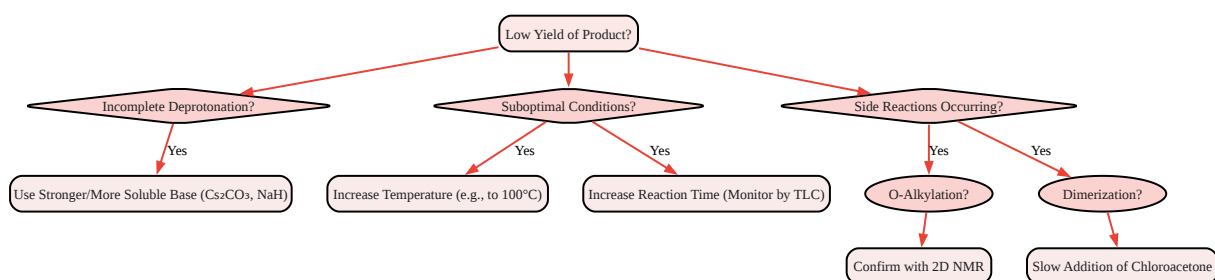 Low Yield of Product?
Incomplete Deprotonation?
Suboptimal Conditions?
Side Reactions Occurring?
Yes
Yes
Yes
Yes
Yes
Use Stronger/More Soluble Base (Cs₂CO₃, NaH)
Increase Temperature (e.g., to 100°C)
Increase Reaction Time (Monitor by TLC)
O-Alkylation?
Dimerization?
Confirm with 2D NMR
Slow Addition of Chloroacetone